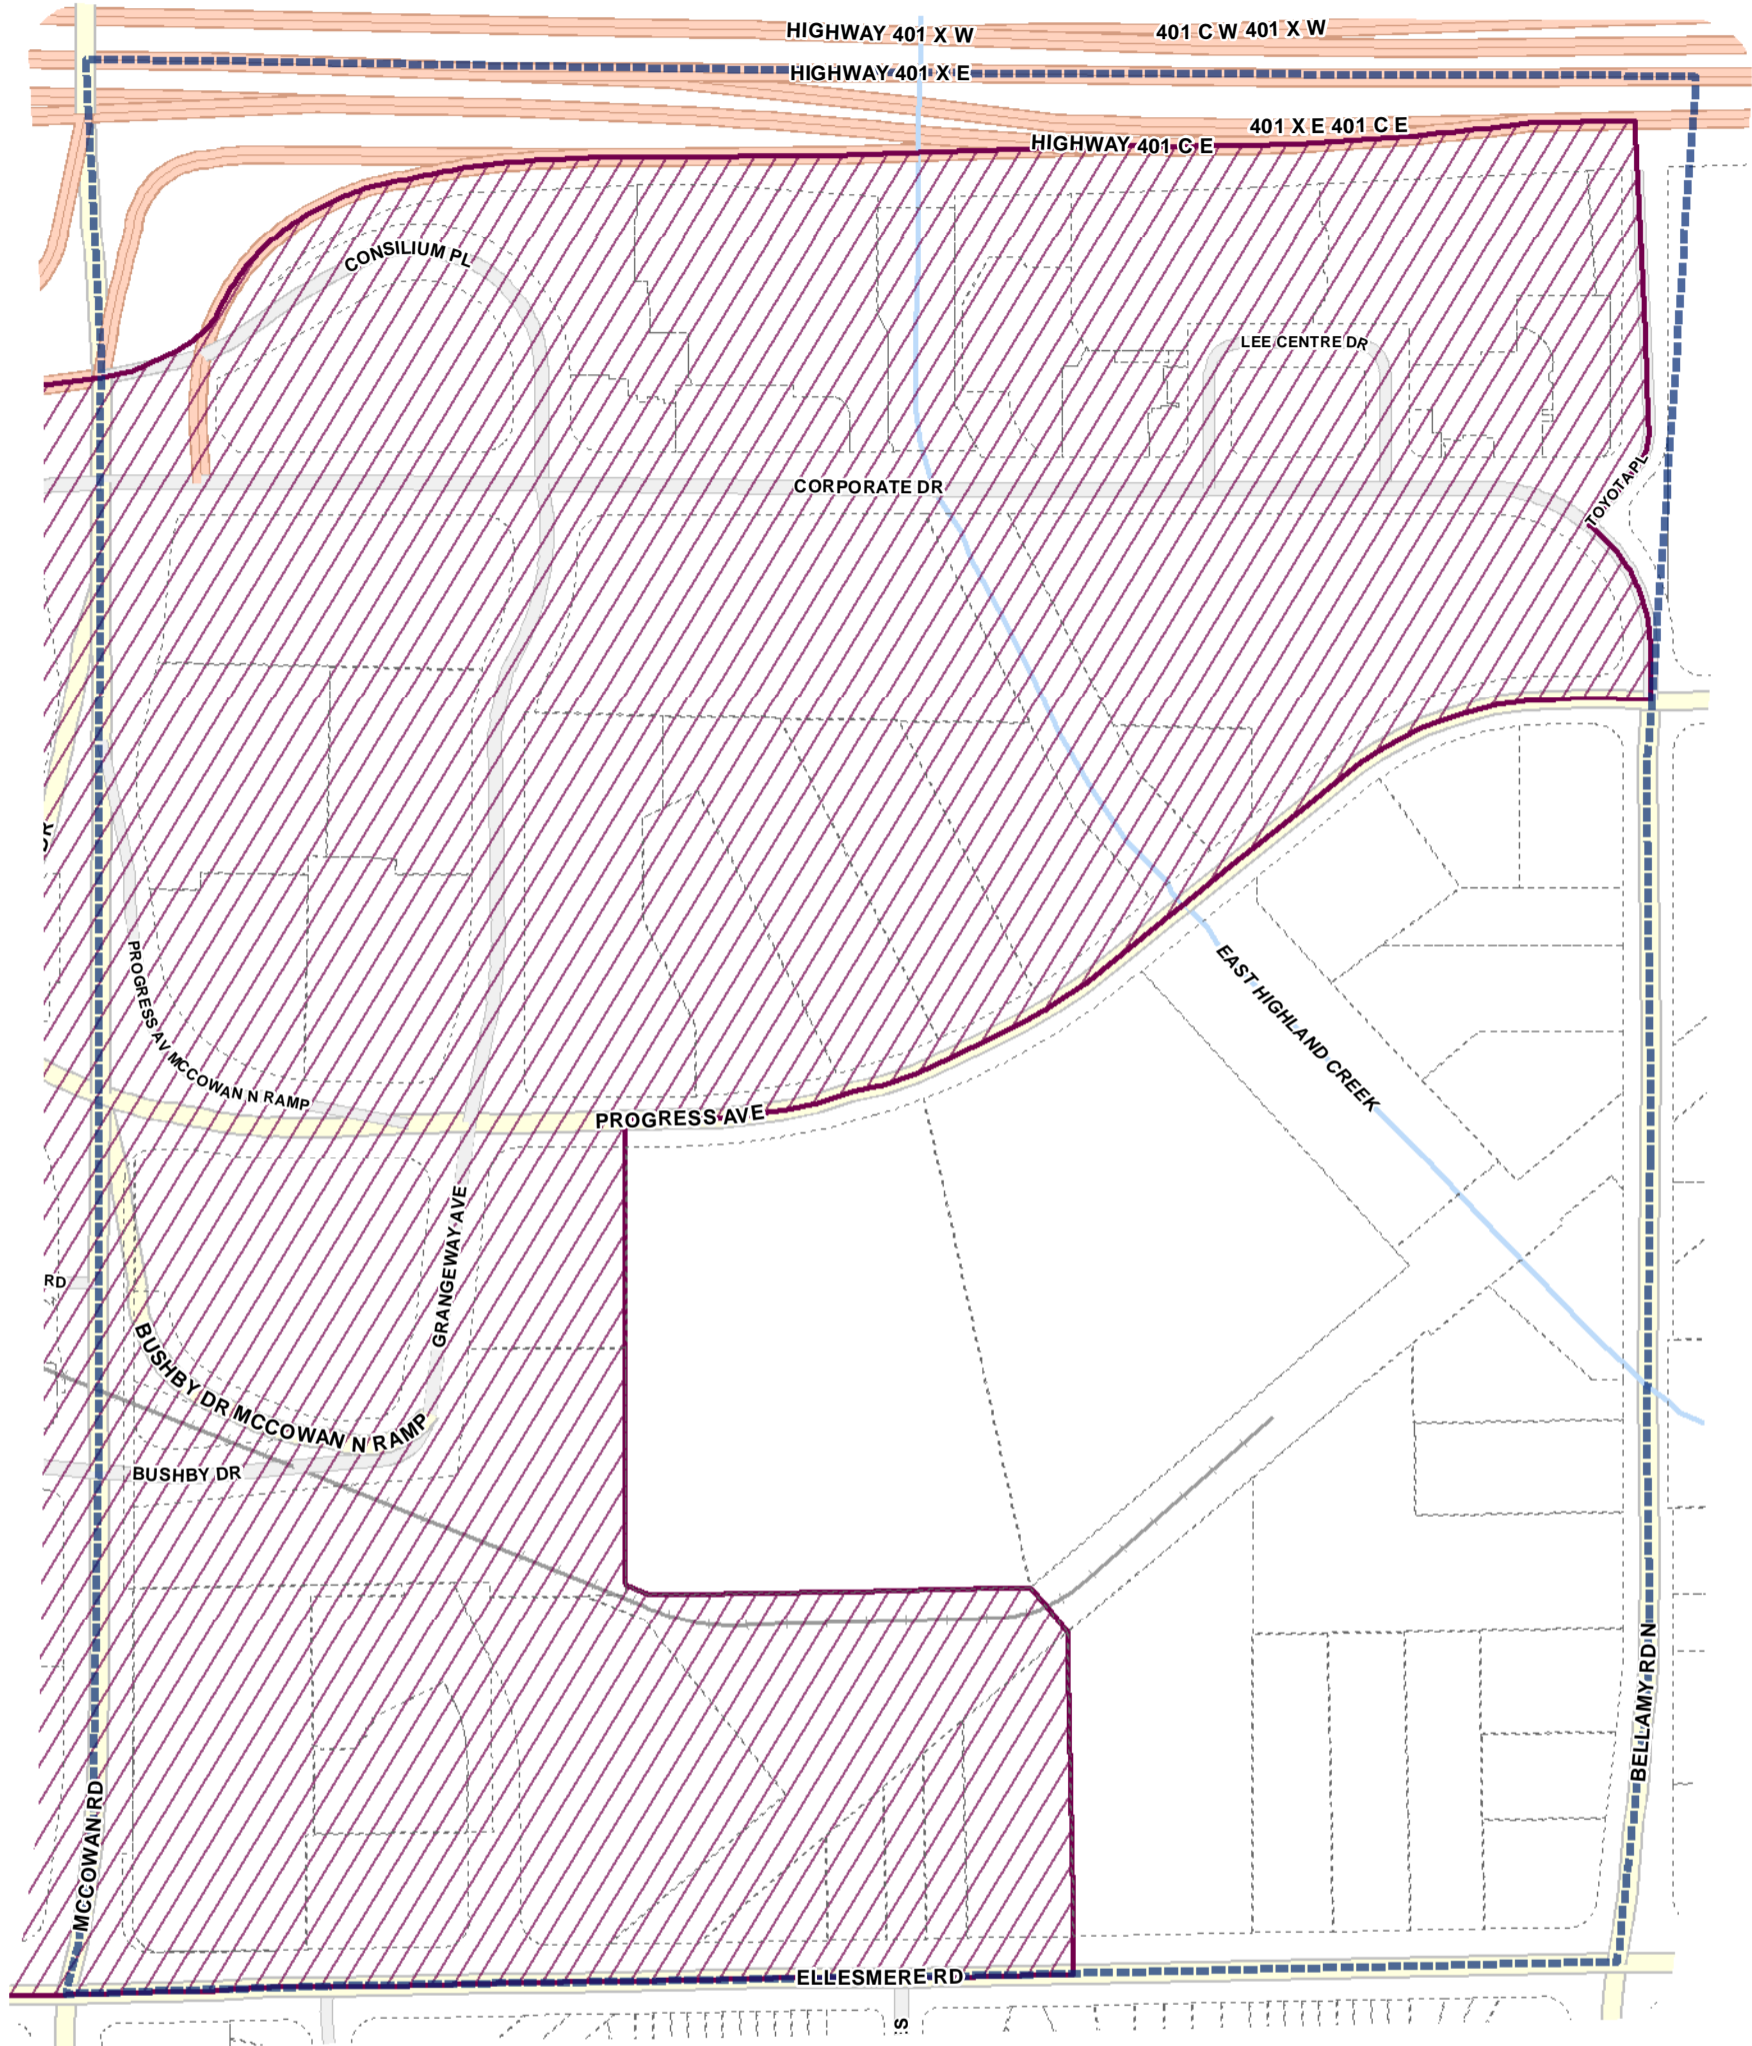 HIGHWAY 401 X W
401 C W 401 X W
HIGHWAY 401 X E
401 X E 401 C E
HIGHWAY 401 C E
CONSILIUM PL
LEE CENTRE DR
TOYOTA PL
CORPORATE DR
DR
PROGRESS AV MCCOWAN N RAMP
EAST HIGHLAND CREEK
PROGRESS AVE
GRANGEWAY AVE
RD
BUSHBY DR MCCOWAN N RAMP
BUSHBY DR
BELLAMY RD N
MCCOWAN RD
ELLESMERE RD